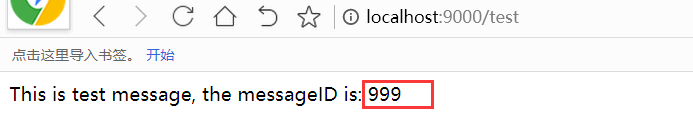 localhost:9000/test
点击这里导入书签。 开始
This is test message, the messageID is: 999